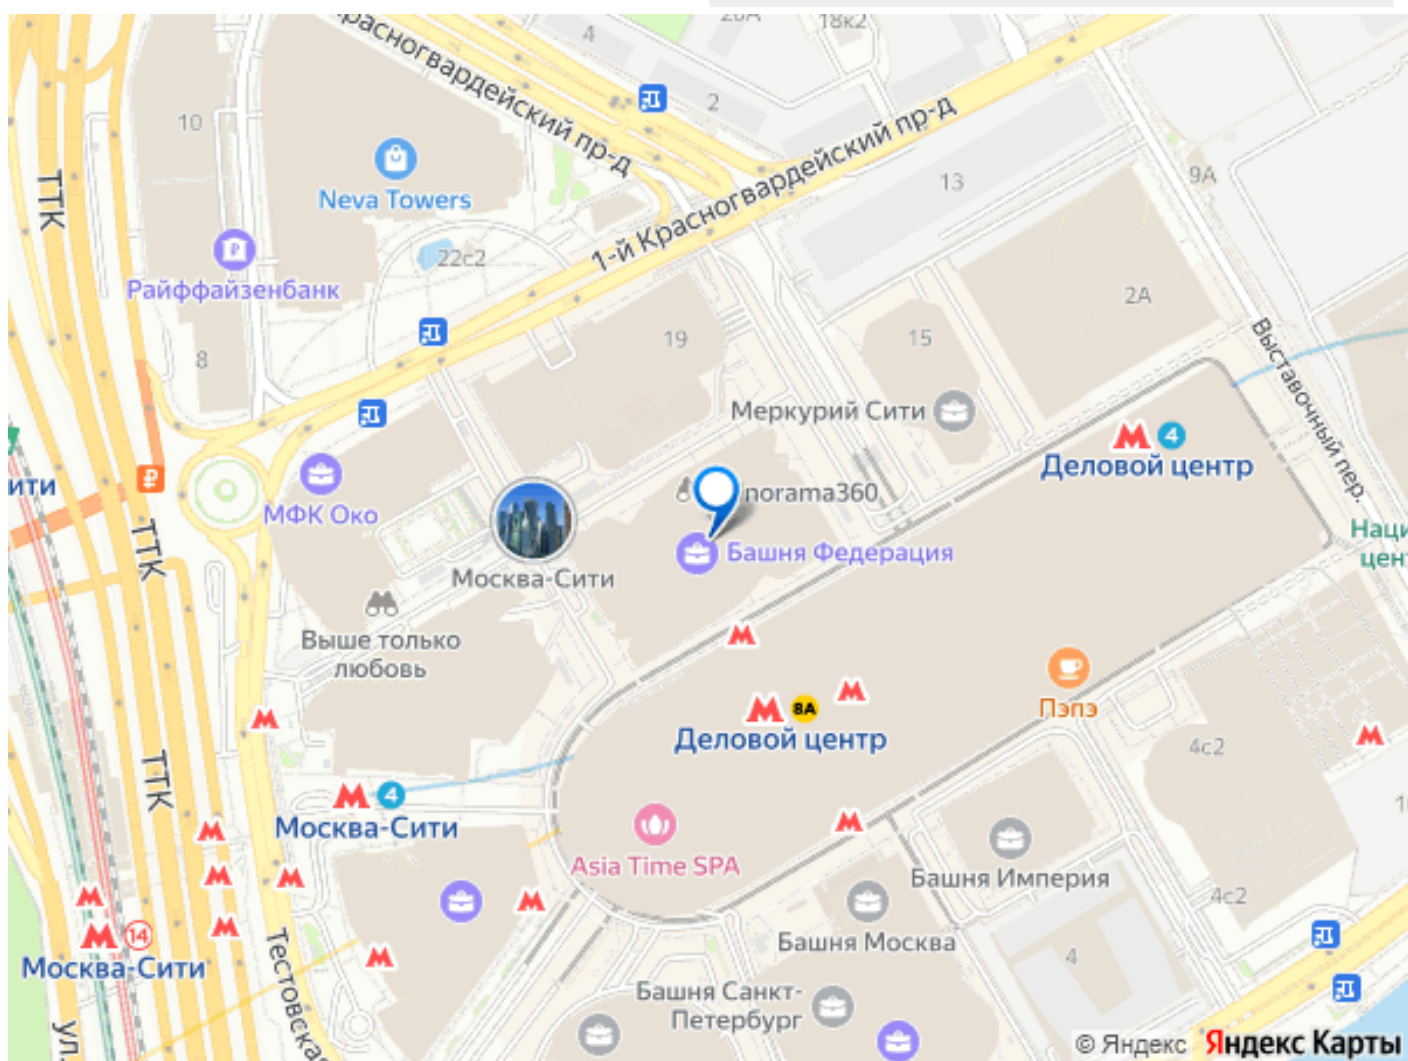 4
18к2
2
10
Красногвардейский пр-д
1-й Красногвардейский пр-д
13
9А
ТТК
Neva Towers
22с2
Райффайзенбанк
2А
8
19
15
Выставочный пер.
Меркурий Сити
4
Деловой центр
ити
МФК Око
norama360
ТТК
Москва-Сити
Башня Федерация
Наци
цент
Выше только
любовь
8А
Деловой центр
Пэпэ
4с2
ТТК
4
Москва-Сити
Asia Time SPA
Башня Империя
4с2
14
Москва-Сити
Башня Москва
4
Тестовская
Башня Санкт-
Петербург
ул.
© Яндекс Яндекс Карты